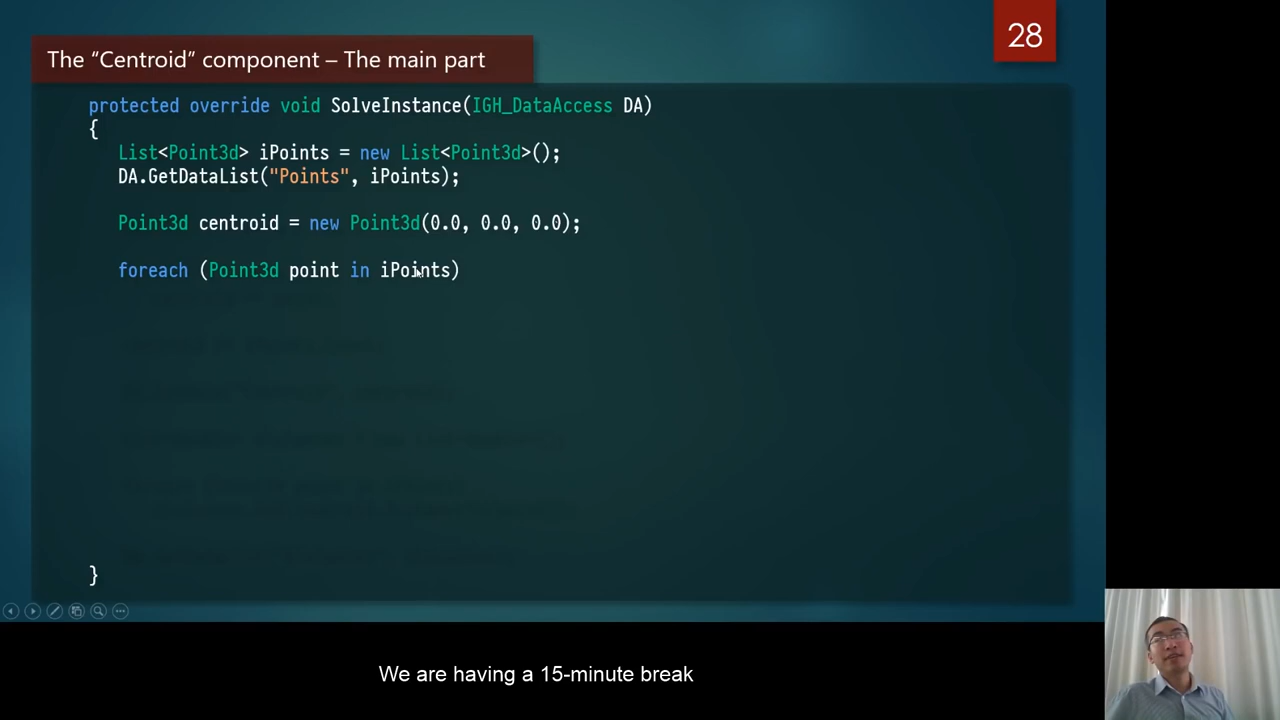 28
The “Centroid” component – The main part
protected override void SolveInstance(IGH_DataAccess DA)
{
List<Point3d> iPoints = new List<Point3d>();
DA.GetDataList("Points", iPoints);
Point3d centroid = new Point3d(0.0, 0.0, 0.0);
foreach (Point3d point in iPoints)
}
We are having a 15-minute break